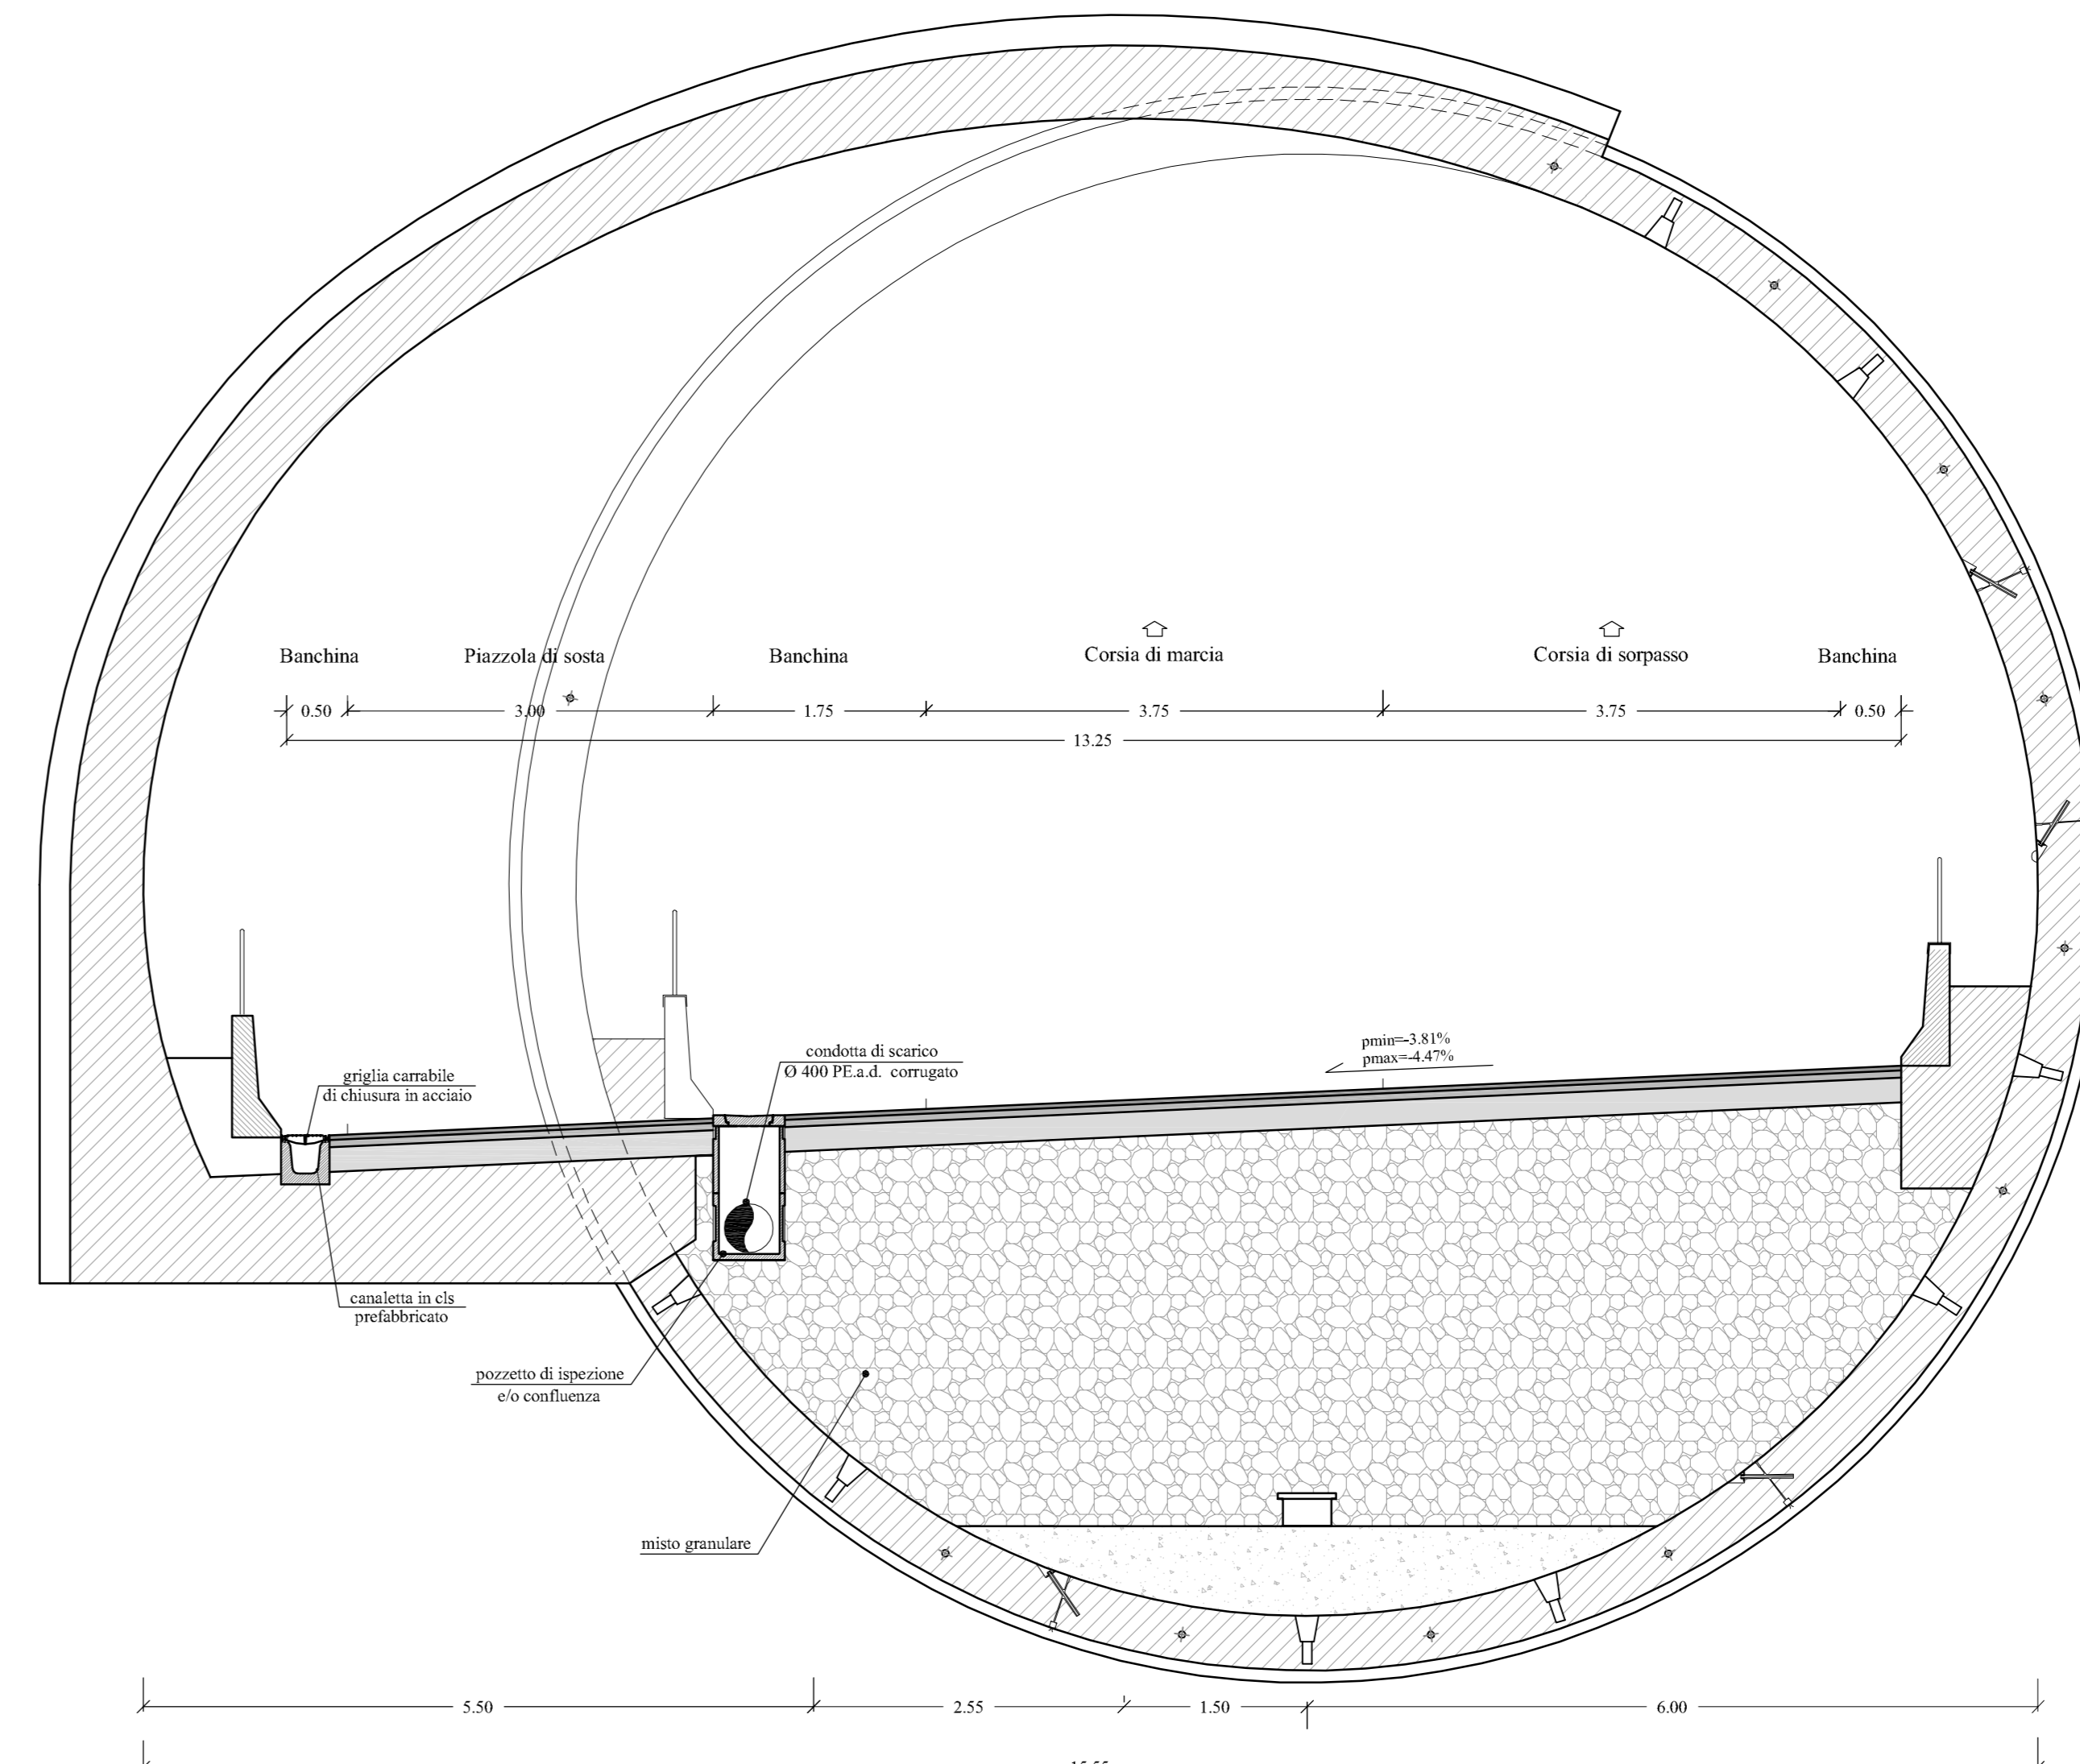 Banchina
Piazzola di sosta
Banchina
Corsia di marcia
Corsia di sorpasso
Banchina
0.50
3.00
1.75
3.75
3.75
0.50
13.25
pmin=-3.81%
pmax=-4.47%
condotta di scarico
Ø 400 PE.a.d. corrugato
griglia carrabile
di chiusura in acciaio
canaletta in cls
prefabbricato
pozzetto di ispezione
e/o confluenza
misto granulare
5.50
2.55
1.50
6.00
15.55